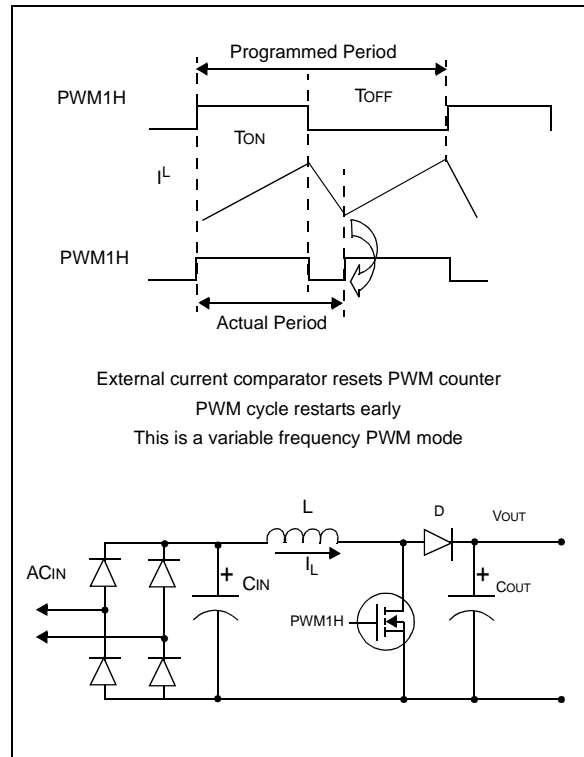 Programmed Period
PWM1H
TOFF
TON
IL
PWM1H
Actual Period
External current comparator resets PWM counter
PWM cycle restarts early
This is a variable frequency PWM mode
L
D
VOUT
ACIN
+
CIN
IL
+
COUT
PWM1H